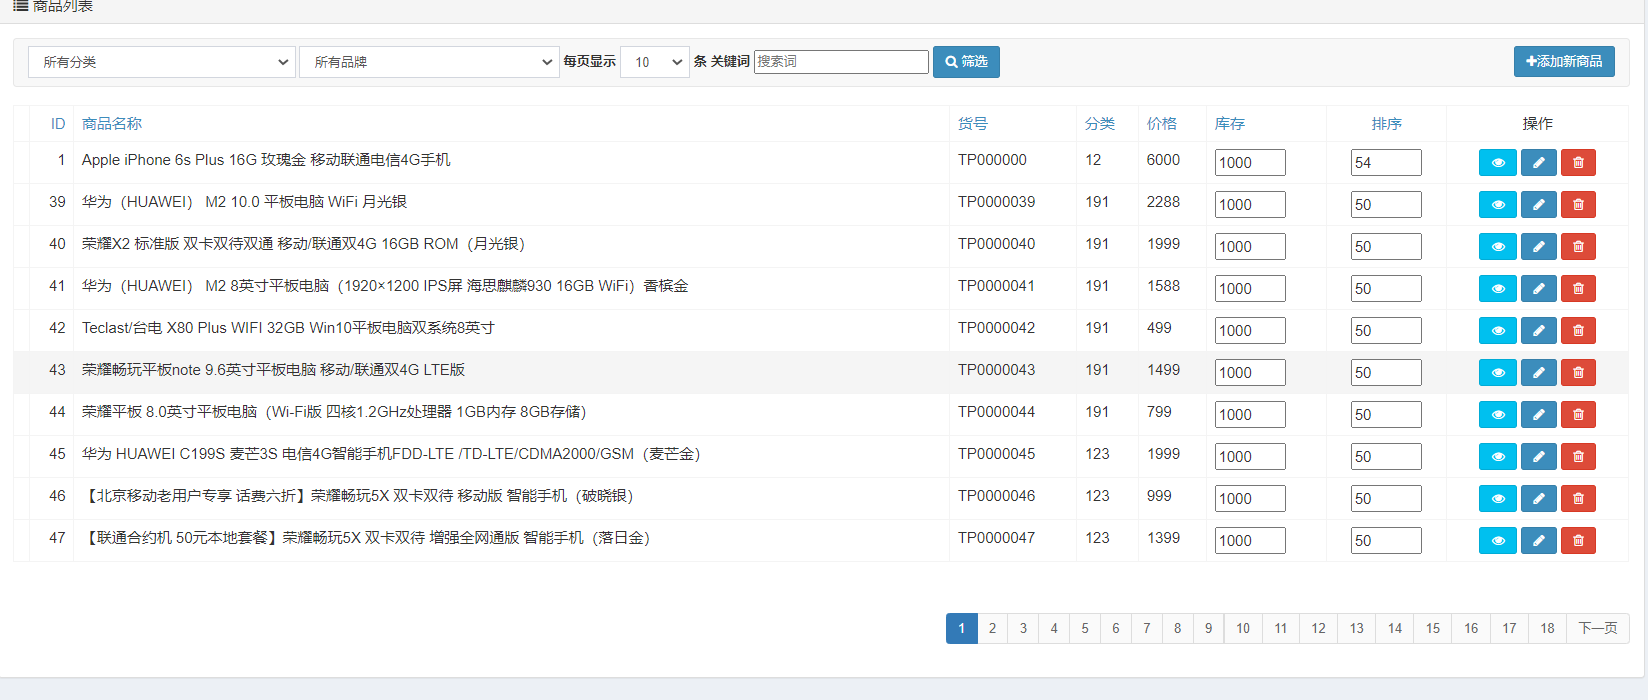 商品列表
所有分类 所有品牌 每页显示 10 条 关键词 搜索词 筛选 添加新商品
ID 商品名称 货号 分类 价格 库存 排序 操作
1 Apple iPhone 6s Plus 16G 玫瑰金 移动联通电信4G手机 TP000000 12 6000 1000 54
39 华为（HUAWEI） M2 10.0 平板电脑 WiFi 月光银 TP0000039 191 2288 1000 50
40 荣耀X2 标准版 双卡双待双通 移动/联通双4G 16GB ROM（月光银） TP0000040 191 1999 1000 50
41 华为（HUAWEI） M2 8英寸平板电脑（1920×1200 IPS屏 海思麒麟930 16GB WiFi）香槟金 TP0000041 191 1588 1000 50
42 Teclast/台电 X80 Plus WIFI 32GB Win10平板电脑双系统8英寸 TP0000042 191 499 1000 50
43 荣耀畅玩平板note 9.6英寸平板电脑 移动/联通双4G LTE版 TP0000043 191 1499 1000 50
44 荣耀平板 8.0英寸平板电脑（Wi-Fi版 四核1.2GHz处理器 1GB内存 8GB存储） TP0000044 191 799 1000 50
45 华为 HUAWEI C199S 麦芒3S 电信4G智能手机FDD-LTE /TD-LTE/CDMA2000/GSM（麦芒金） TP0000045 123 1999 1000 50
46 【北京移动老用户专享 话费六折】荣耀畅玩5X 双卡双待 移动版 智能手机（破晓银） TP0000046 123 999 1000 50
47 【联通合约机 50元本地套餐】荣耀畅玩5X 双卡双待 增强全网通版 智能手机（落日金） TP0000047 123 1399 1000 50
1 2 3 4 5 6 7 8 9 10 11 12 13 14 15 16 17 18 下一页